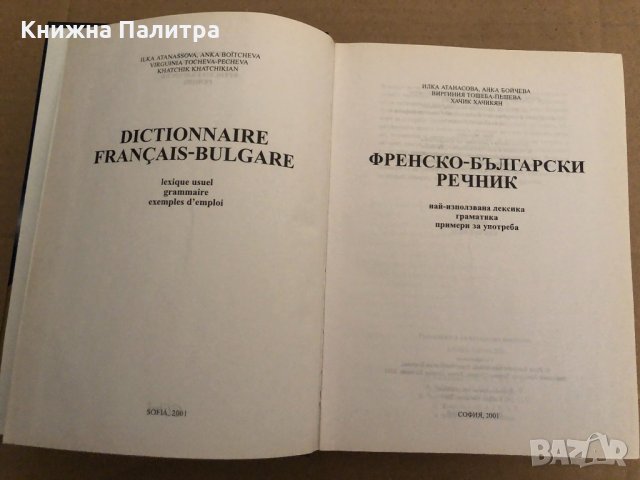 Книжна Палитра
ILKA ATANASSOVA, ANKA BOÏTCHEVA
VIRGUINIA TOCHEVA-PECHEVA
KHATCHIK KHATCHIKIAN
DICTIONNAIRE
FRANÇAIS-BULGARE
lexique usuel
grammaire
exemples d'emploi
SOFIA, 2001
ИЛКА АТАНАСОВА, АНКА БОЙЧЕВА
ВИРГИНИЯ ТОШЕВА-ПЕШЕВА
ХАЧИК ХАЧИКЯН
ФРЕНСКО-БЪЛГАРСКИ
РЕЧНИК
най-използвана лексика
граматика
примери за употреба
СОФИЯ, 2001
BAZAR